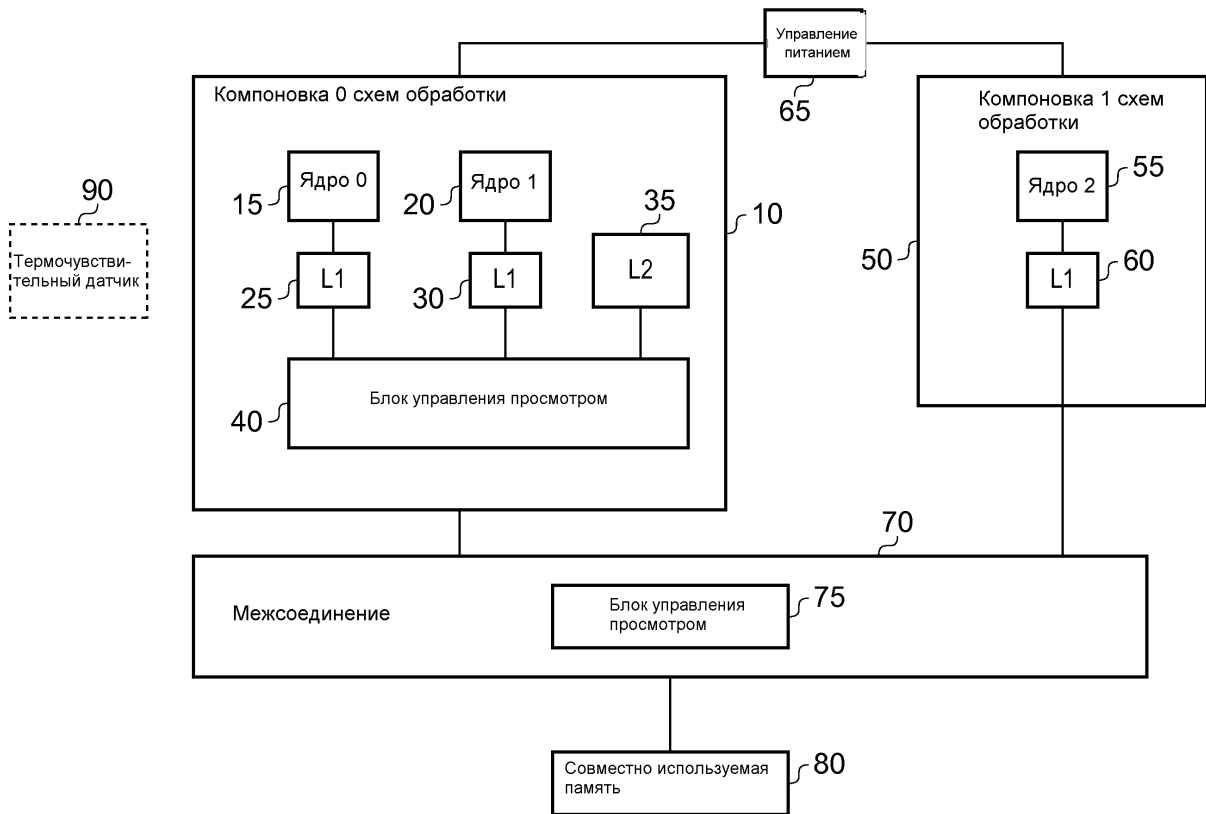 Управление
питанием
65
Компоновка 0 схем обработки
Компоновка 1 схем
обработки
Ядро 0
15
Ядро 1
20
35
10
Ядро 2
55
90
Термочувстви-
тельный датчик
L1
25
L1
30
L2
50
L1
60
Блок управления просмотром
40
70
Межсоединение
Блок управления
просмотром
75
Совместно используемая
память
80